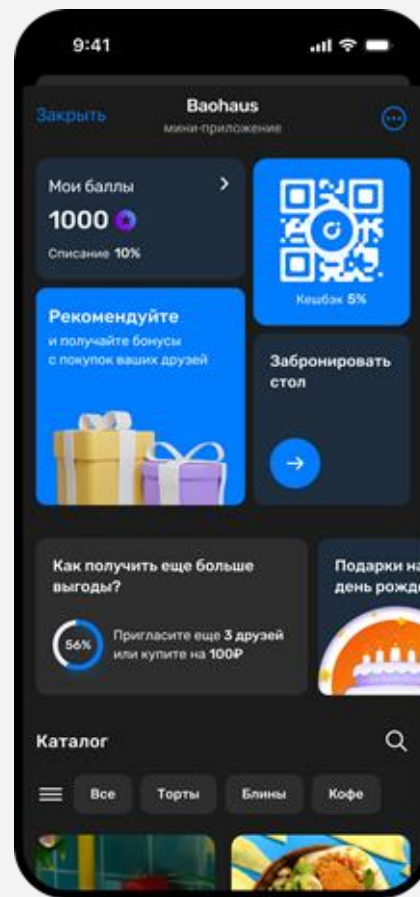 9:41
Закрыть
Baohaus
мини-приложение
Мои баллы
1000
Списание 10%
Кешбэк 5%
Рекомендуйте
и получайте бонусы
с покупок ваших друзей
Забронировать
стол
Как получить еще больше
выгоды?
56%
Пригласите еще 3 друзей
или купите на 100₽
Подарки на
день рожде
Каталог
Все
Торты
Блины
Кофе